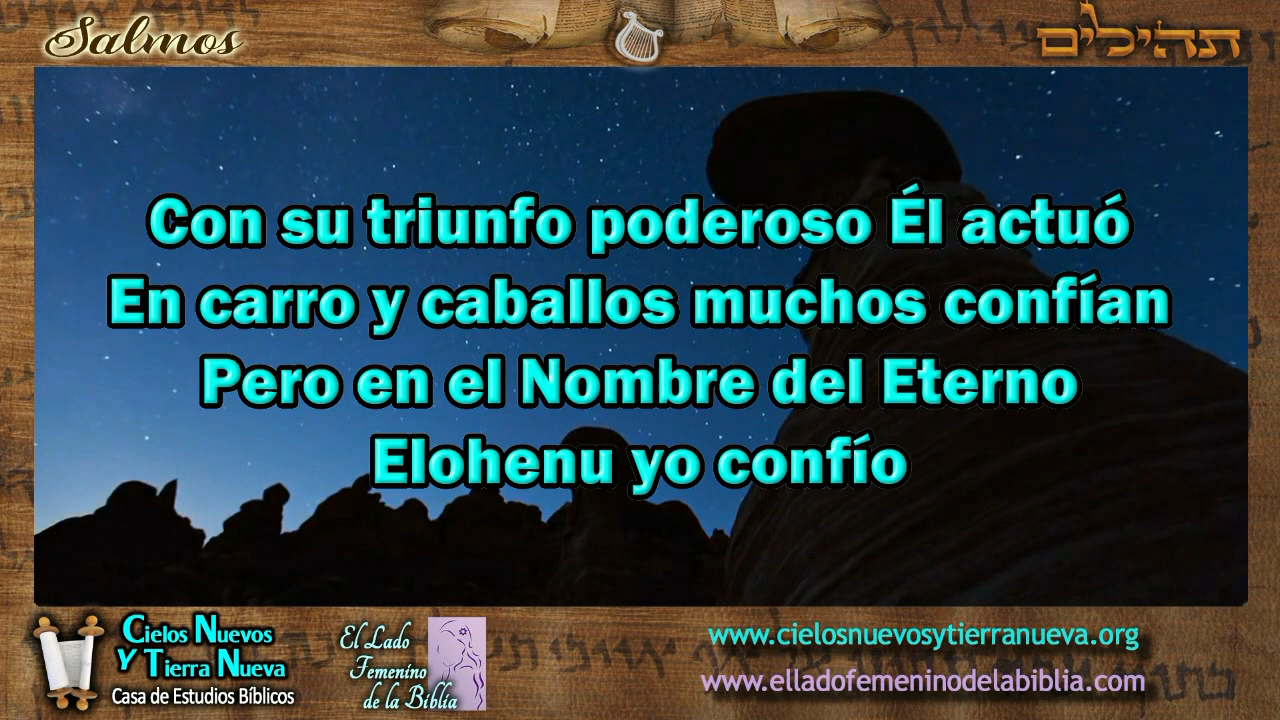 Salmos
תהילים
Con su triunfo poderoso Él actuó
En carro y caballos muchos confían
Pero en el Nombre del Eterno
Elohenu yo confío
Cielos Nuevos
Y Tierra Nueva
Casa de Estudios Bíblicos
El Lado
Femenino
de la Biblia
www.cielosnuevosytierranueva.org
www.elladofemeninodelabiblia.com